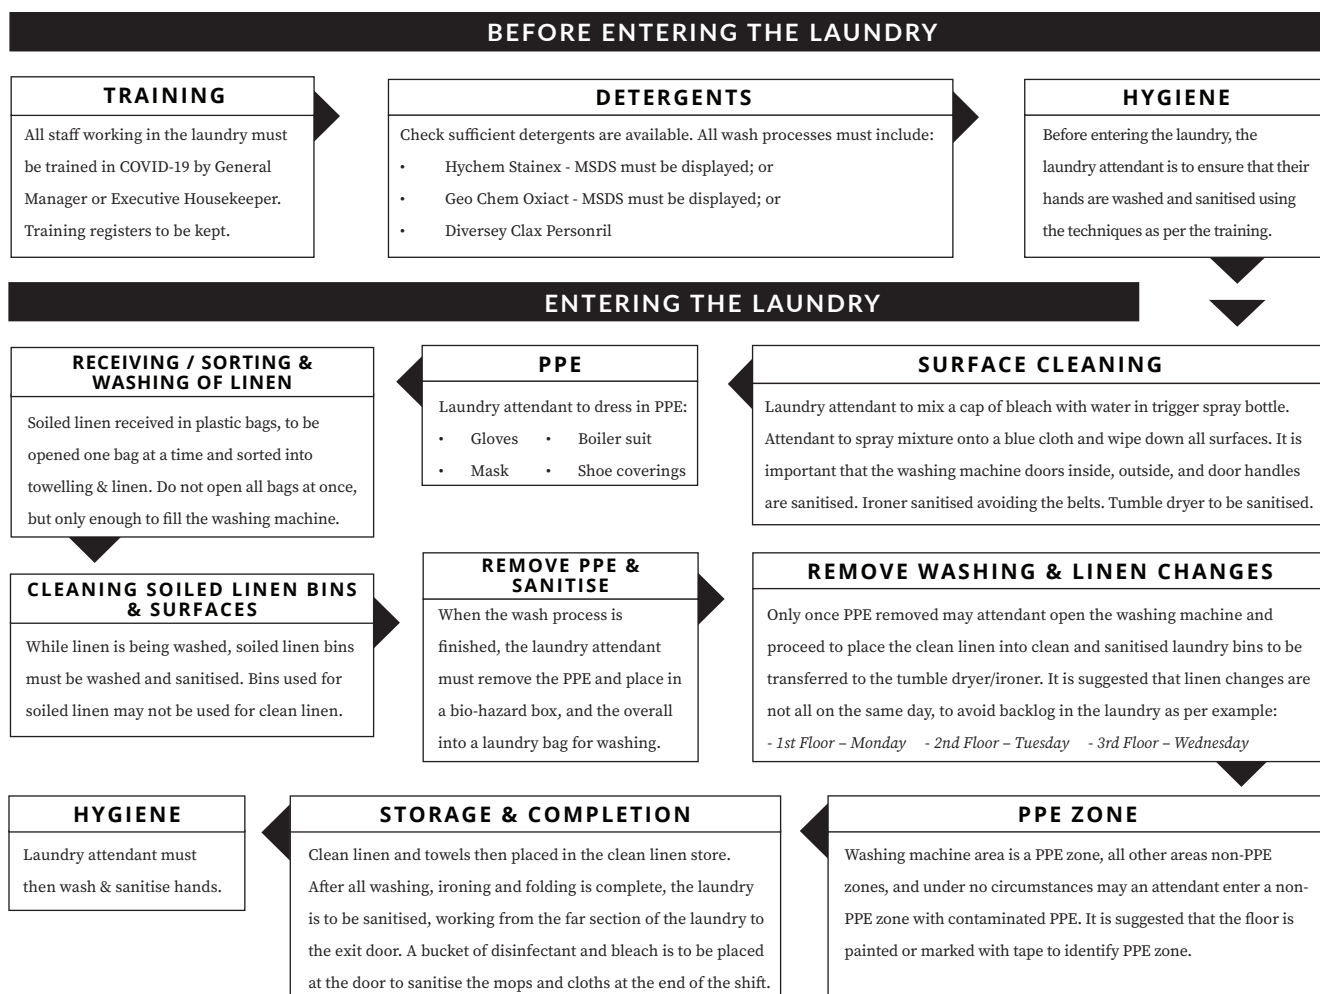 BEFORE ENTERING THE LAUNDRY
TRAINING
All staff working in the laundry must
be trained in COVID-19 by General
Manager or Executive Housekeeper.
Training registers to be kept.
DETERGENTS
Check sufficient detergents are available. All wash processes must include:
• Hychem Stainex - MSDS must be displayed; or
• Geo Chem Oxiact - MSDS must be displayed; or
• Diversey Clax Personril
HYGIENE
Before entering the laundry, the
laundry attendant is to ensure that their
hands are washed and sanitised using
the techniques as per the training.
ENTERING THE LAUNDRY
SURFACE CLEANING
Laundry attendant to mix a cap of bleach with water in trigger spray bottle.
Attendant to spray mixture onto a blue cloth and wipe down all surfaces. It is
important that the washing machine doors inside, outside, and door handles
are sanitised. Ironer sanitised avoiding the belts. Tumble dryer to be sanitised.
PPE
Laundry attendant to dress in PPE:
• Gloves • Boiler suit
• Mask • Shoe coverings
RECEIVING / SORTING &
WASHING OF LINEN
Soiled linen received in plastic bags, to be
opened one bag at a time and sorted into
towelling & linen. Do not open all bags at once,
but only enough to fill the washing machine.
CLEANING SOILED LINEN BINS
& SURFACES
While linen is being washed, soiled linen bins
must be washed and sanitised. Bins used for
soiled linen may not be used for clean linen.
REMOVE PPE &
SANITISE
When the wash process is
finished, the laundry attendant
must remove the PPE and place in
a bio-hazard box, and the overall
into a laundry bag for washing.
REMOVE WASHING & LINEN CHANGES
Only once PPE removed may attendant open the washing machine and
proceed to place the clean linen into clean and sanitised laundry bins to be
transferred to the tumble dryer/ironer. It is suggested that linen changes are
not all on the same day, to avoid backlog in the laundry as per example:
- 1st Floor – Monday - 2nd Floor – Tuesday - 3rd Floor – Wednesday
PPE ZONE
Washing machine area is a PPE zone, all other areas non-PPE
zones, and under no circumstances may an attendant enter a non-
PPE zone with contaminated PPE. It is suggested that the floor is
painted or marked with tape to identify PPE zone.
STORAGE & COMPLETION
Clean linen and towels then placed in the clean linen store.
After all washing, ironing and folding is complete, the laundry
is to be sanitised, working from the far section of the laundry to
the exit door. A bucket of disinfectant and bleach is to be placed
at the door to sanitise the mops and cloths at the end of the shift.
HYGIENE
Laundry attendant must
then wash & sanitise hands.